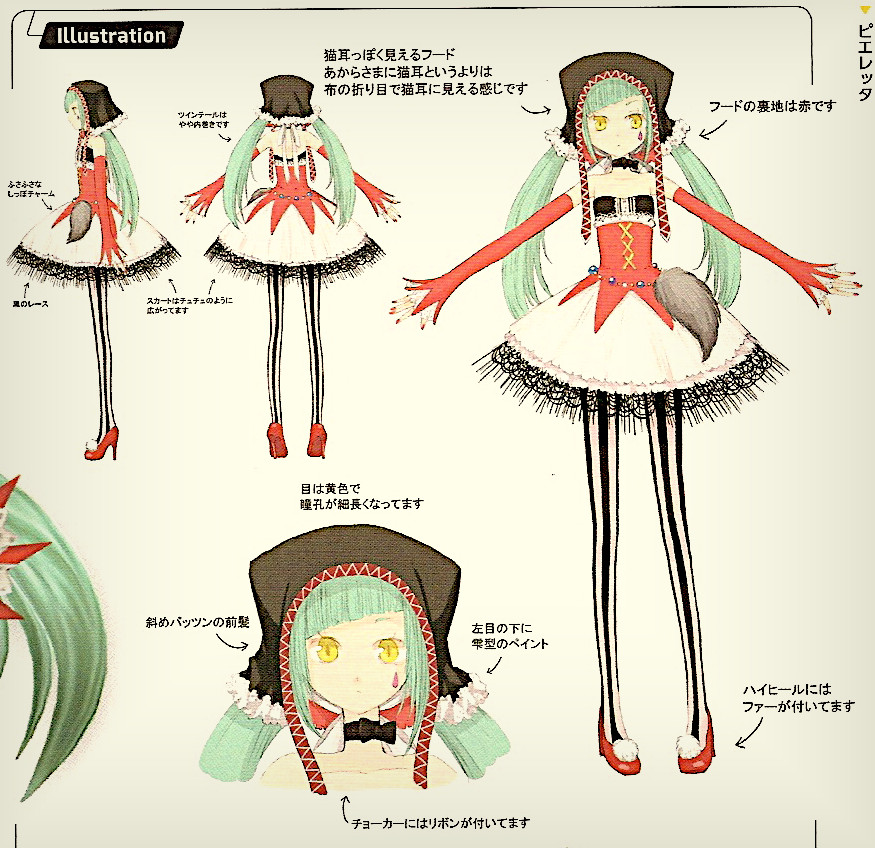 Illustration
ピエレッタ
猫耳っぽく見えるフード
あからさまに猫耳というよりは
布の折り目で猫耳に見える感じです
フードの裏地は赤です
ツインテールは
やや内巻きです
ふさふさな
しっぽチャーム
黒のレース
スカートはチュチュのように
広がってます
目は黄色で
瞳孔が細長くなってます
斜めパッツンの前髪
左目の下に
雫型のペイント
ハイヒールには
ファーが付いてます
チョーカーにはリボンが付いてます